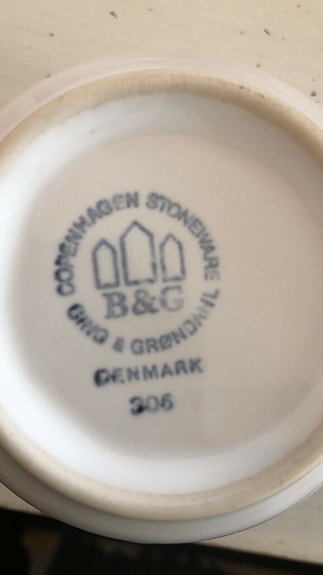 COPENHAGEN STONEWARE
B&G
BING & GRØNDAHL
DENMARK
306